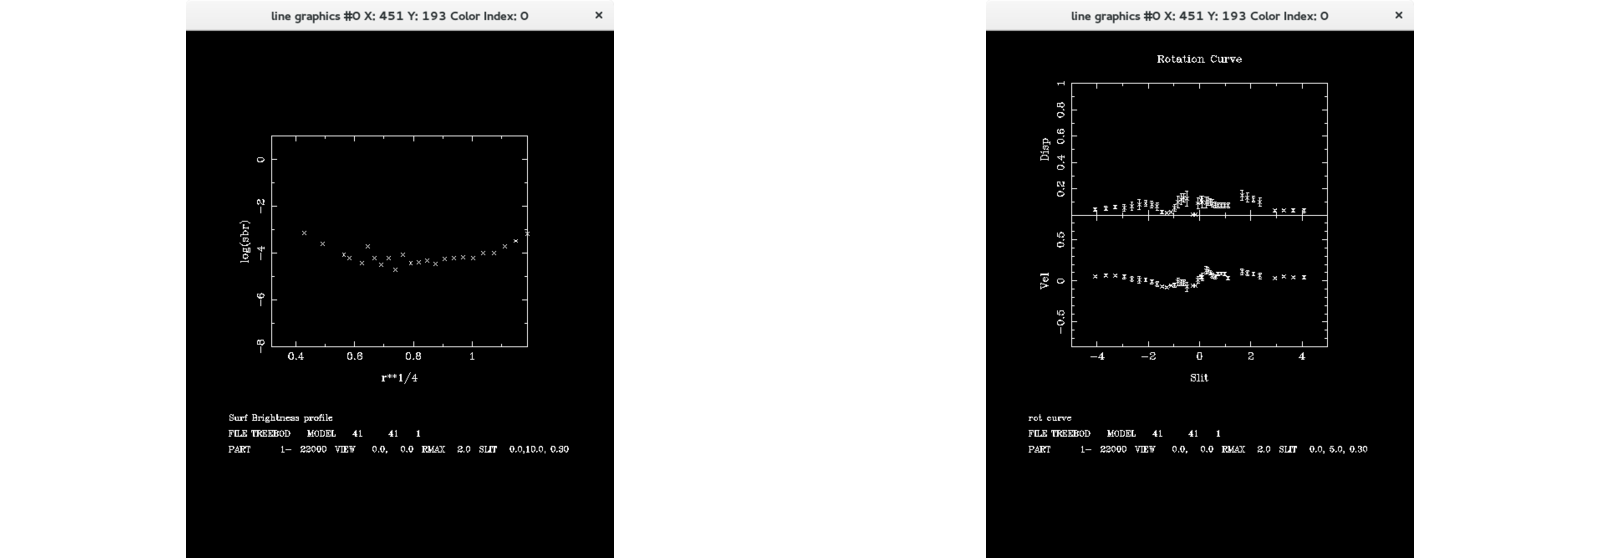 line graphics #0 X: 451 Y: 193 Color Index: 0 ×
0
−2
−4
−6
−8
log(sbr)
0.4 0.6 0.8 1
r**1/4
Surf Brightness profile
FILE TREEBOD MODEL 41 41 1
PART 1− 22000 VIEW 0.0, 0.0 RMAX 2.0 SLIT 0.0,10.0, 0.30
line graphics #0 X: 451 Y: 193 Color Index: 0 ×
Rotation Curve
1
0.8
0.6
0.4
0.2
Disp
0.5
0
−0.5
Vel
−4 −2 0 2 4
Slit
rot curve
FILE TREEBOD MODEL 41 41 1
PART 1− 22000 VIEW 0.0, 0.0 RMAX 2.0 SLIT 0.0, 5.0, 0.30